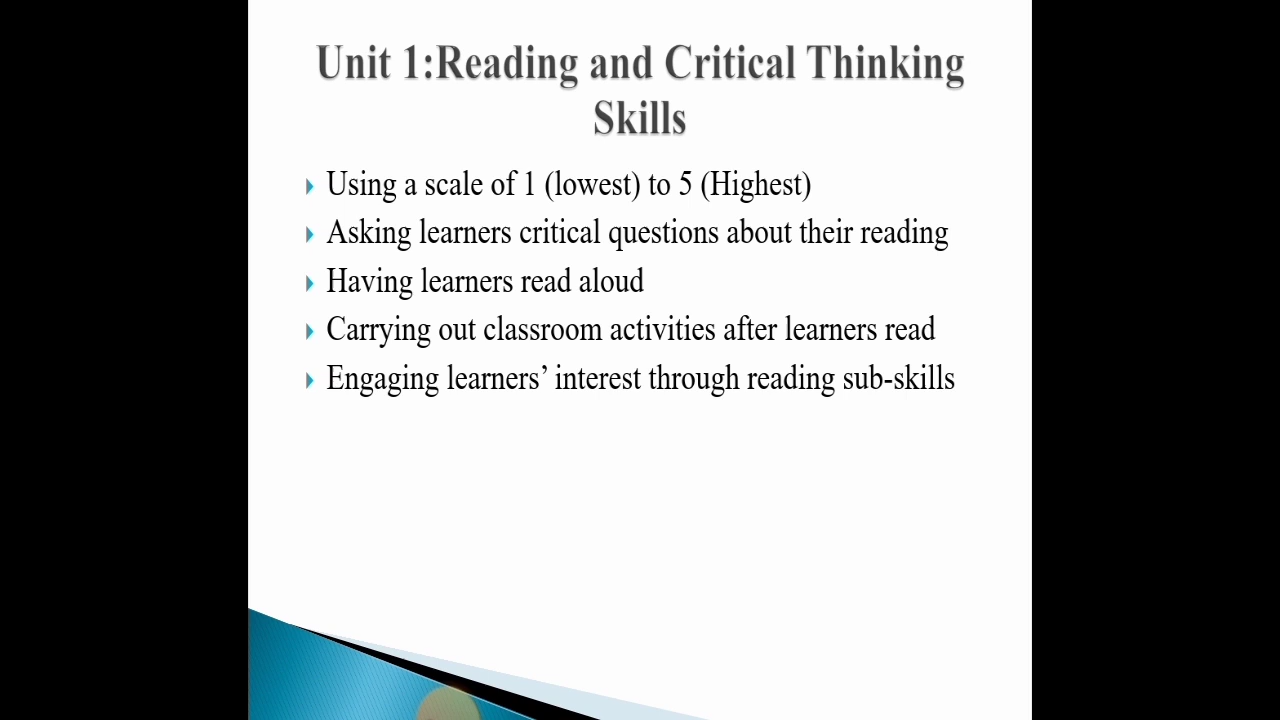 Unit 1:Reading and Critical Thinking
Skills
Using a scale of 1 (lowest) to 5 (Highest)
Asking learners critical questions about their reading
Having learners read aloud
Carrying out classroom activities after learners read
Engaging learners’ interest through reading sub-skills